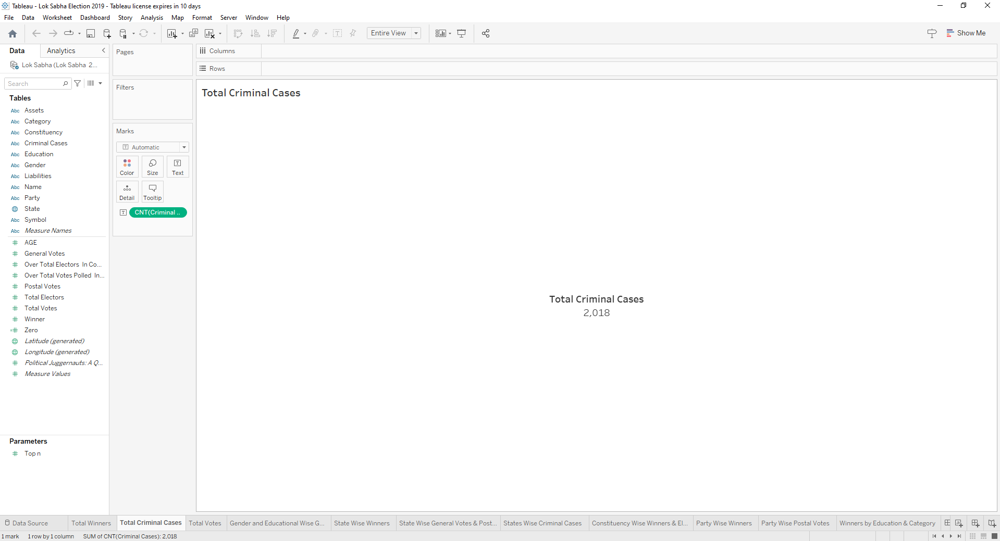 Tableau - Lok Sabha Election 2019 - Tableau license expires in 10 days
File Data Worksheet Dashboard Story Analysis Map Format Server Window Help
Entire View
Show Me
Data Analytics
Lok Sabha (Lok Sabha 2...
Search
Tables
Abc Assets
Abc Category
Abc Constituency
Abc Criminal Cases
Abc Education
Abc Gender
Abc Liabilities
Abc Name
Abc Party
State
Abc Symbol
Abc Measure Names
# AGE
# General Votes
# Over Total Electors In Co...
# Over Total Votes Polled In...
# Postal Votes
# Total Electors
# Total Votes
# Winner
=# Zero
Latitude (generated)
Longitude (generated)
# Political Juggernauts: A Q...
# Measure Values
Parameters
# Top n
Pages
Filters
Marks
T Automatic
Color Size Text
Detail Tooltip
T CNT(Criminal ..
Columns
Rows
Total Criminal Cases
Total Criminal Cases
2,018
Data Source Total Winners Total Criminal Cases Total Votes Gender and Educational Wise G... State Wise Winners State Wise General Votes & Post... States Wise Criminal Cases Constituency Wise Winners & El... Party Wise Winners Party Wise Postal Votes Winners by Education & Category
1 mark 1 row by 1 column SUM of CNT(Criminal Cases): 2,018